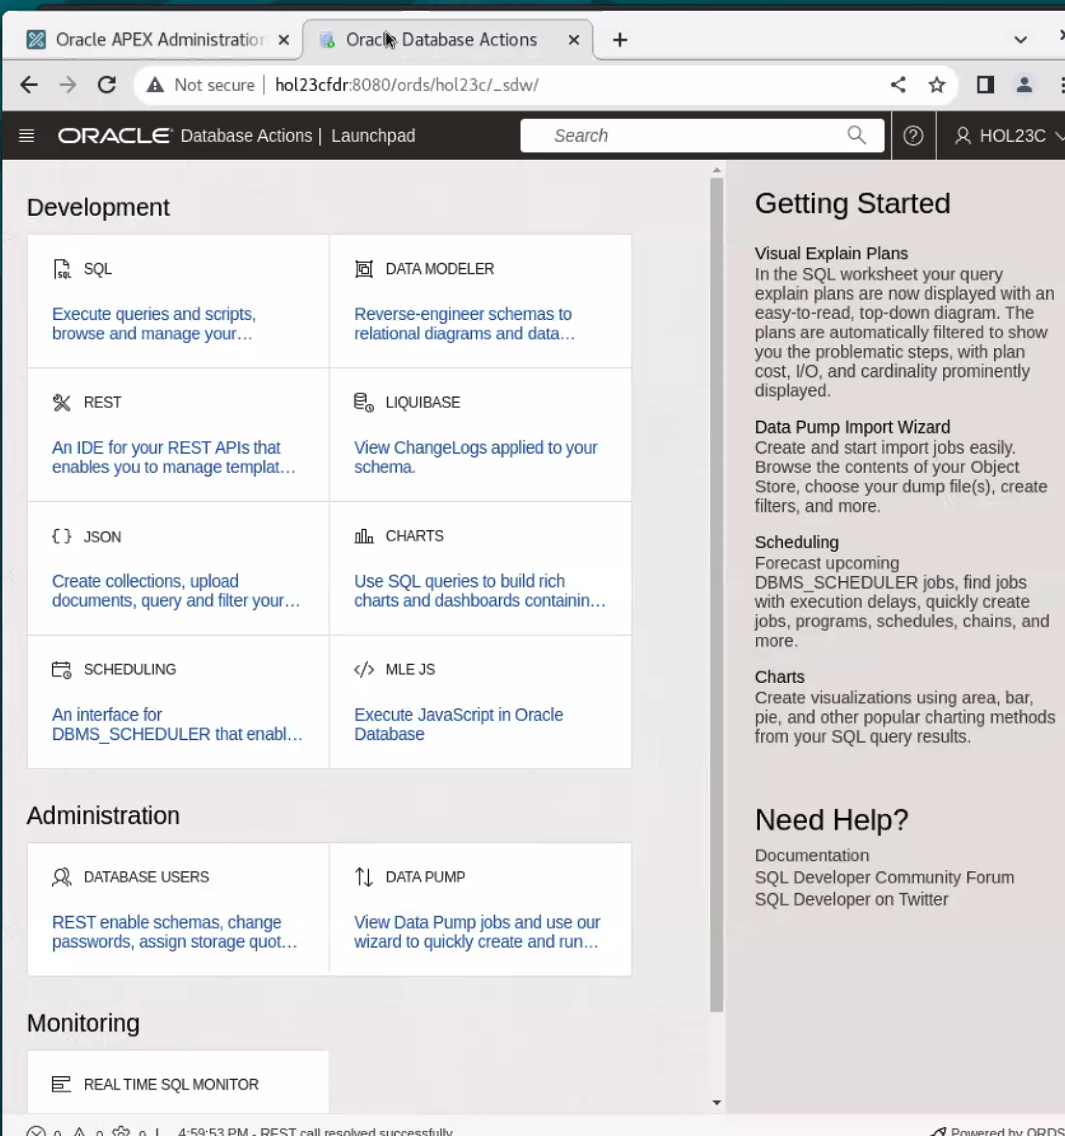 Oracle APEX Administration
Oracle Database Actions
Not secure | hol23cfdr:8080/ords/hol23c/_sdw/
ORACLE Database Actions | Launchpad
Search
HOL23C
Development
SQL
Execute queries and scripts,
browse and manage your…
DATA MODELER
Reverse-engineer schemas to
relational diagrams and data…
REST
An IDE for your REST APIs that
enables you to manage templat…
LIQUIBASE
View ChangeLogs applied to your
schema.
JSON
Create collections, upload
documents, query and filter your…
CHARTS
Use SQL queries to build rich
charts and dashboards containin…
SCHEDULING
An interface for
DBMS_SCHEDULER that enabl…
MLE JS
Execute JavaScript in Oracle
Database
Administration
DATABASE USERS
REST enable schemas, change
passwords, assign storage quot…
DATA PUMP
View Data Pump jobs and use our
wizard to quickly create and run…
Monitoring
REAL TIME SQL MONITOR
Getting Started
Visual Explain Plans
In the SQL worksheet your query
explain plans are now displayed with an
easy-to-read, top-down diagram. The
plans are automatically filtered to show
you the problematic steps, with plan
cost, I/O, and cardinality prominently
displayed.
Data Pump Import Wizard
Create and start import jobs easily.
Browse the contents of your Object
Store, choose your dump file(s), create
filters, and more.
Scheduling
Forecast upcoming
DBMS_SCHEDULER jobs, find jobs
with execution delays, quickly create
jobs, programs, schedules, chains, and
more.
Charts
Create visualizations using area, bar,
pie, and other popular charting methods
from your SQL query results.
Need Help?
Documentation
SQL Developer Community Forum
SQL Developer on Twitter
0 0 0 | 4:59:53 PM - REST call resolved successfully.
Powered by ORDS